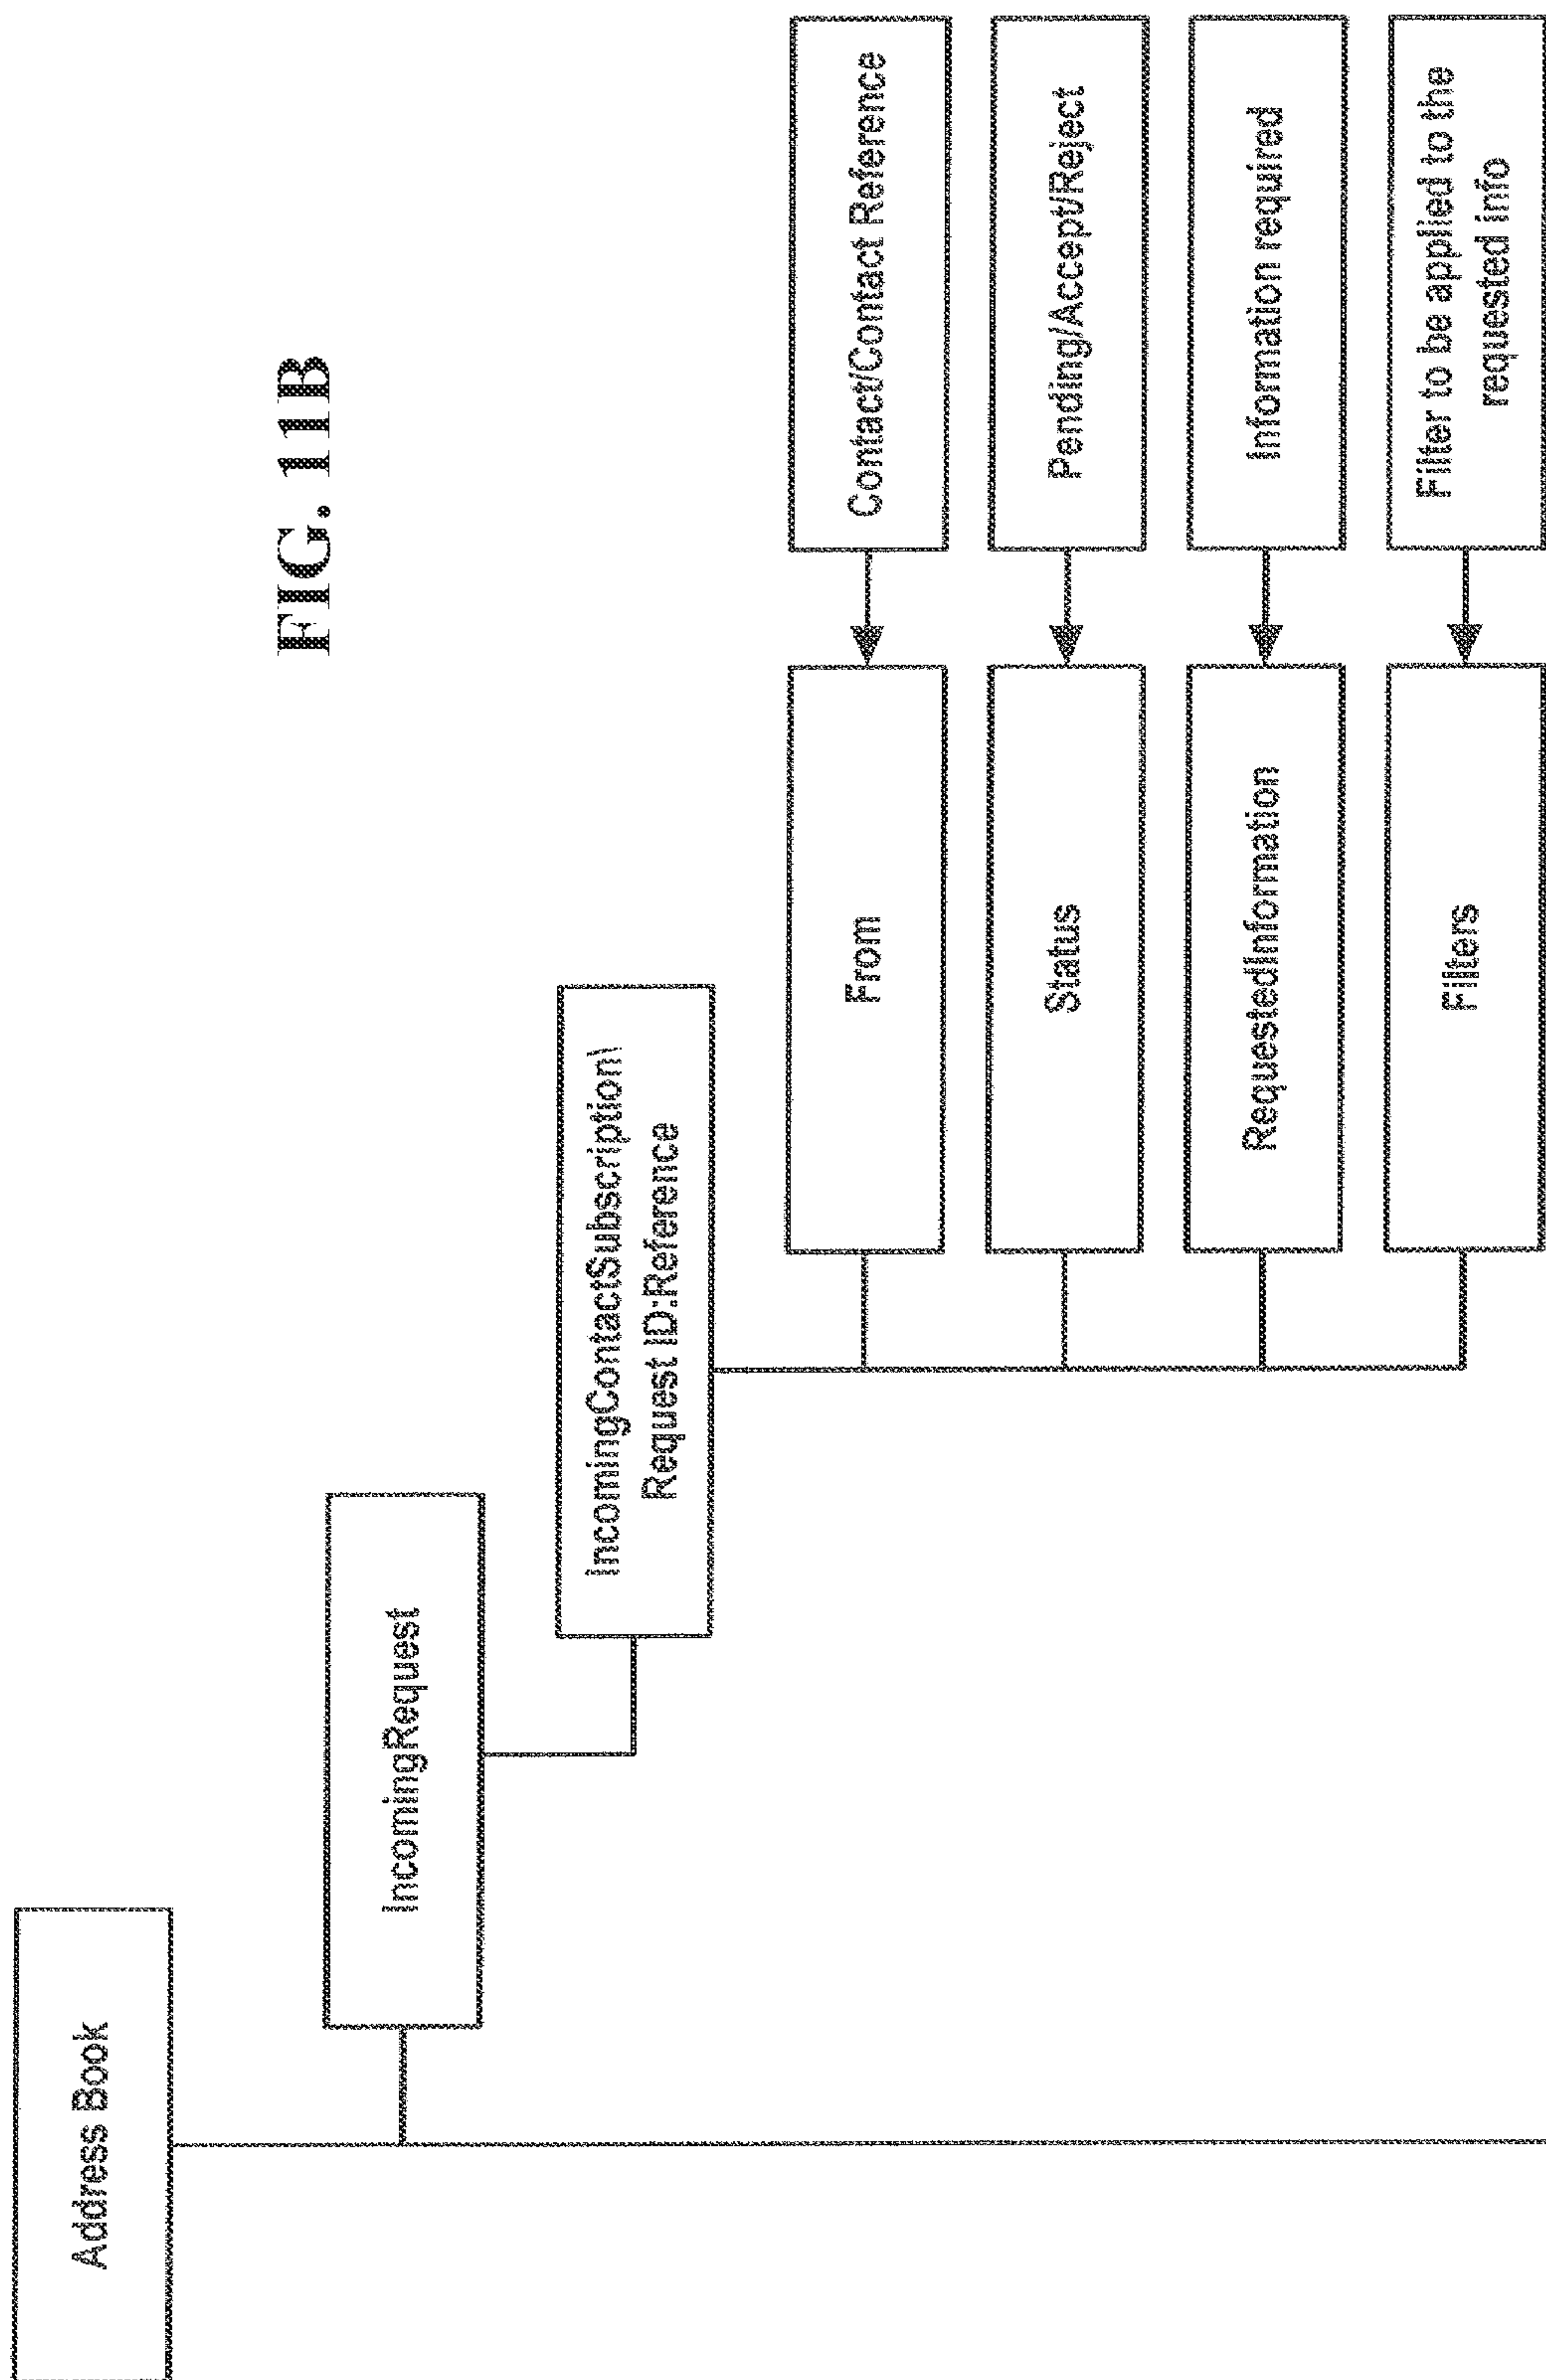 FIG. 11B
Address Book
IncomingRequest
IncomingContactSubscription\
Request ID:Reference
From
Contact/Contact Reference
Status
Pending/Accept/Reject
RequestedInformation
Information required
Filters
Filter to be applied to the
requested info